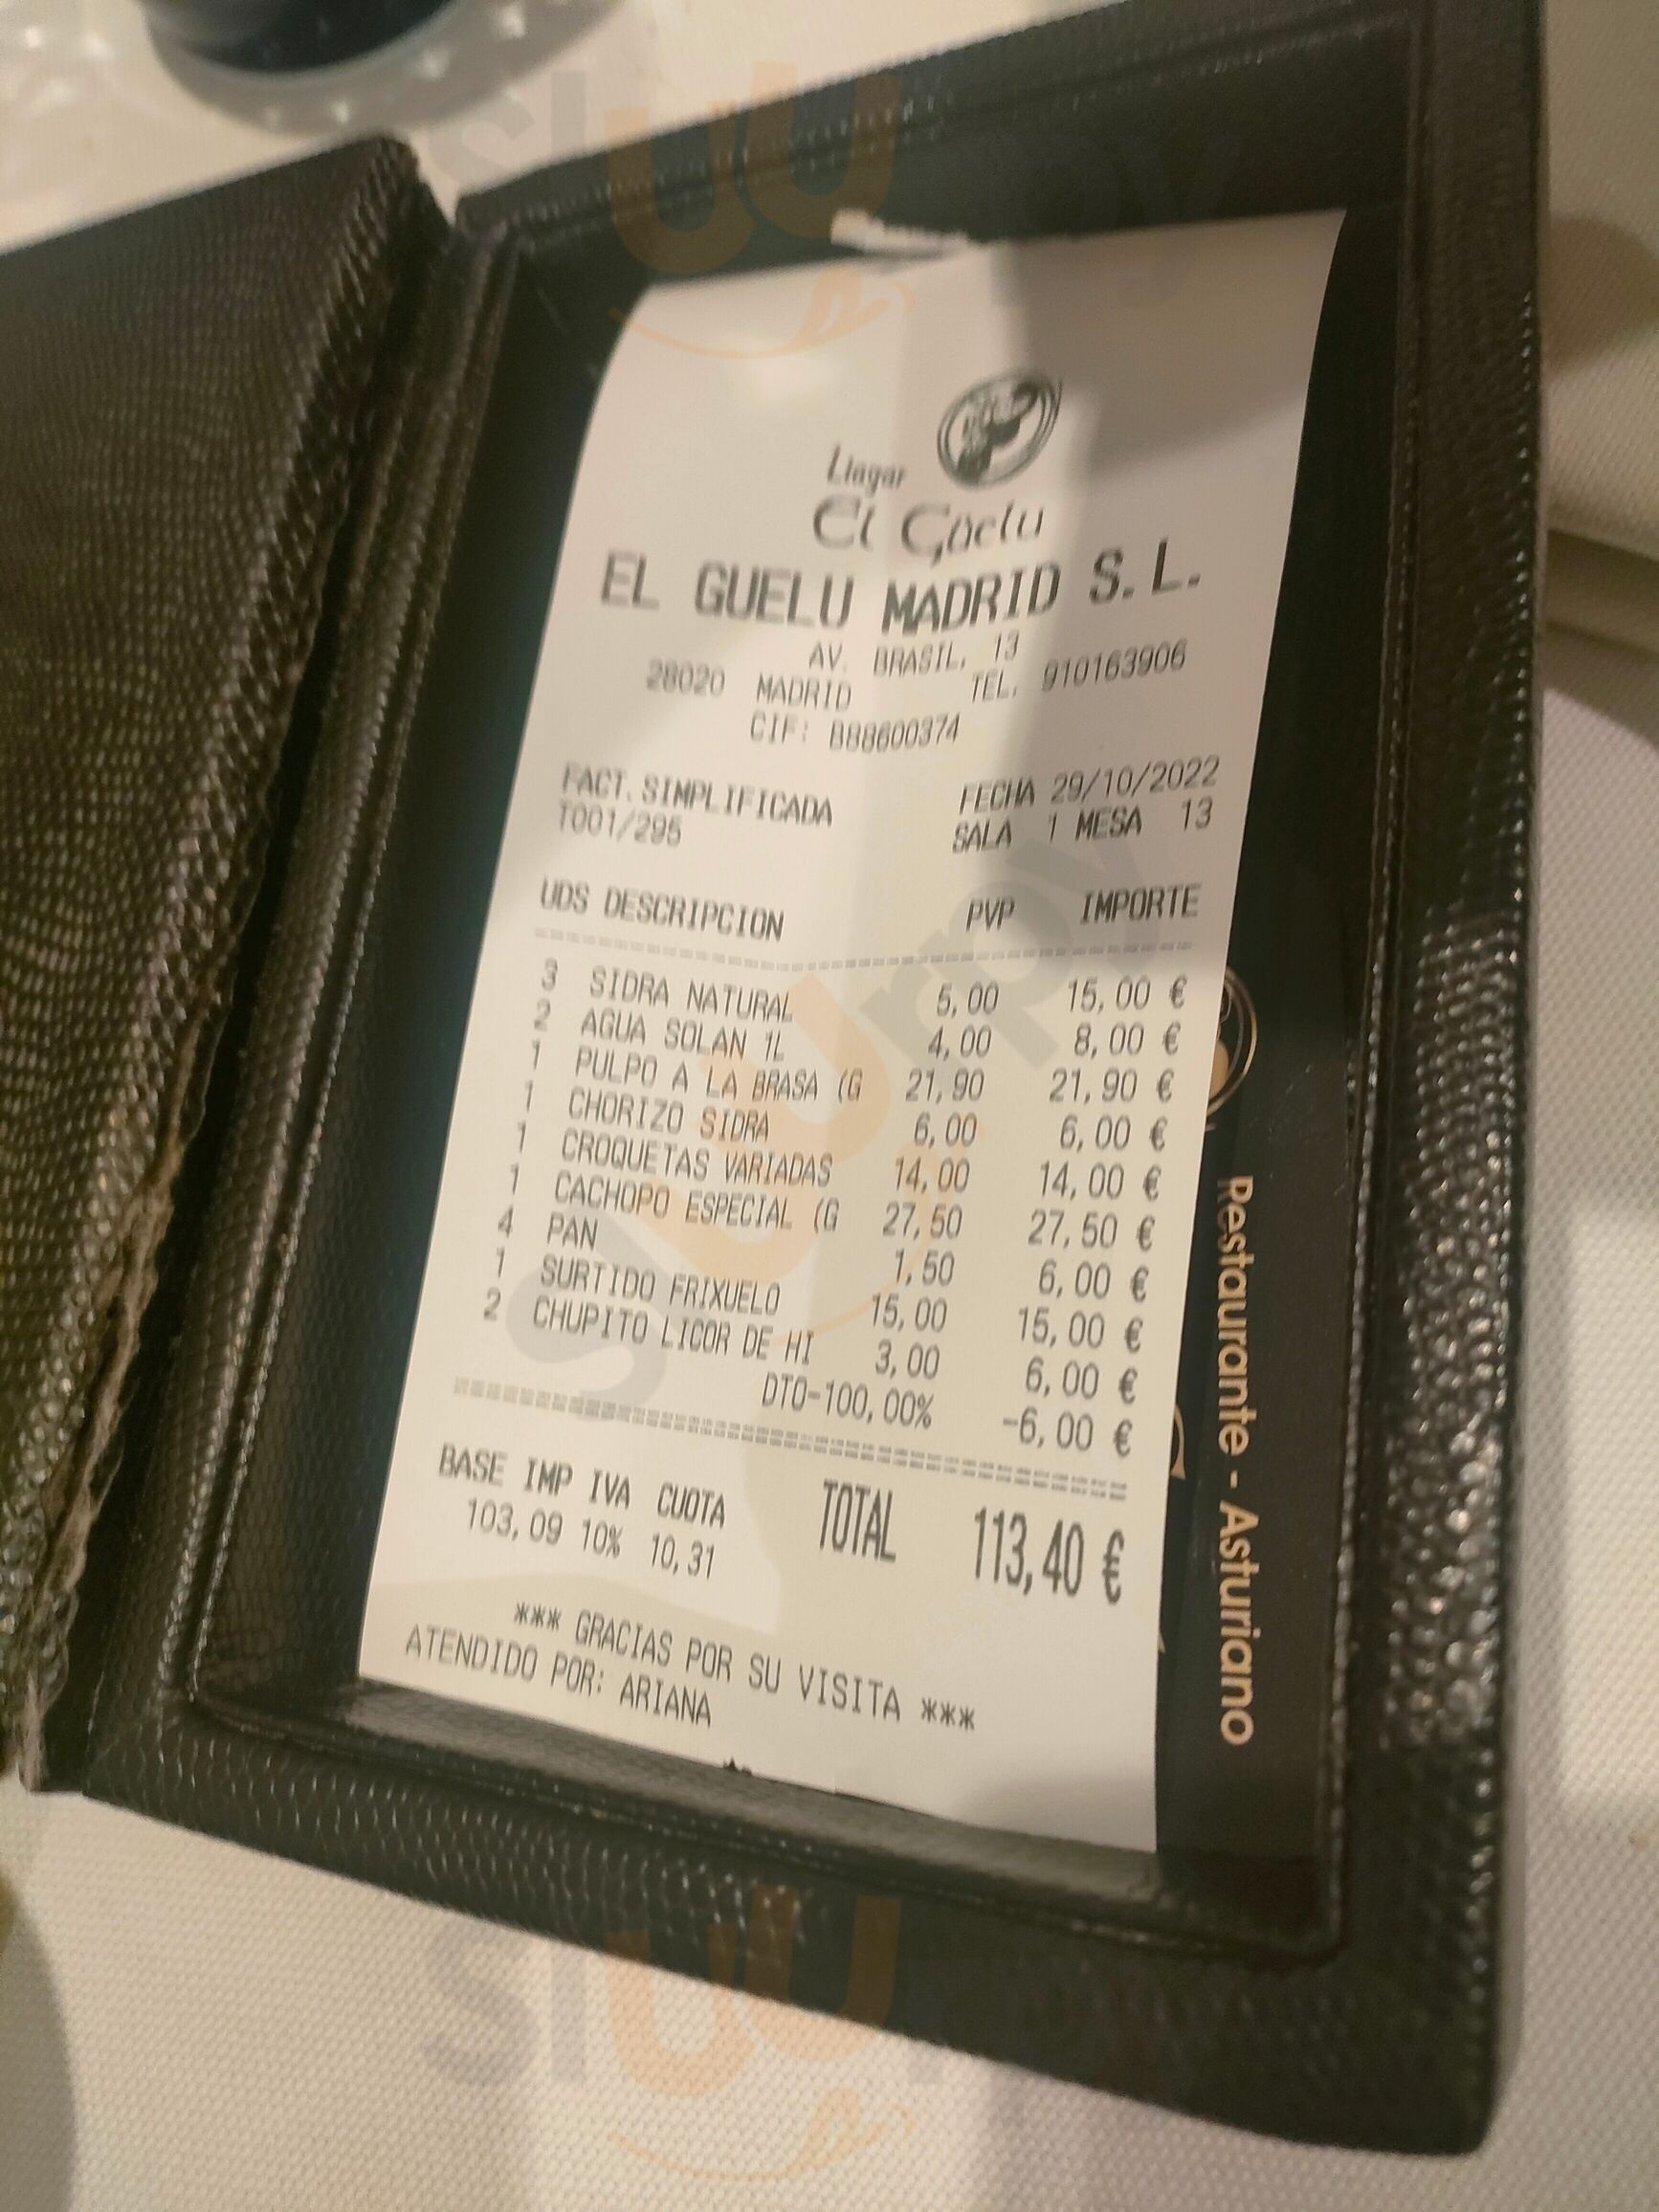 Llagar
El Güelu
EL GUELU MADRID S.L.
AV. BRASIL, 13
28020 MADRID TEL. 910163906
CIF: B88600374
FACT.SIMPLIFICADA FECHA 29/10/2022
T001/295 SALA 1 MESA 13
UDS DESCRIPCION PVP IMPORTE
3 SIDRA NATURAL 5,00 15,00 €
2 AGUA SOLAN 1L 4,00 8,00 €
1 PULPO A LA BRASA (G 21,90 21,90 €
1 CHORIZO SIDRA 6,00 6,00 €
1 CROQUETAS VARIADAS 14,00 14,00 €
1 CACHOPO ESPECIAL (G 27,50 27,50 €
4 PAN 1,50 6,00 €
1 SURTIDO FRIXUELO 15,00 15,00 €
2 CHUPITO LICOR DE HI 3,00 6,00 €
DTO-100,00% -6,00 €
BASE IMP IVA CUOTA TOTAL 113,40 €
103,09 10% 10,31
*** GRACIAS POR SU VISITA ***
ATENDIDO POR: ARIANA
Restaurante - Asturiano
slurpy
slurpy
slurpy